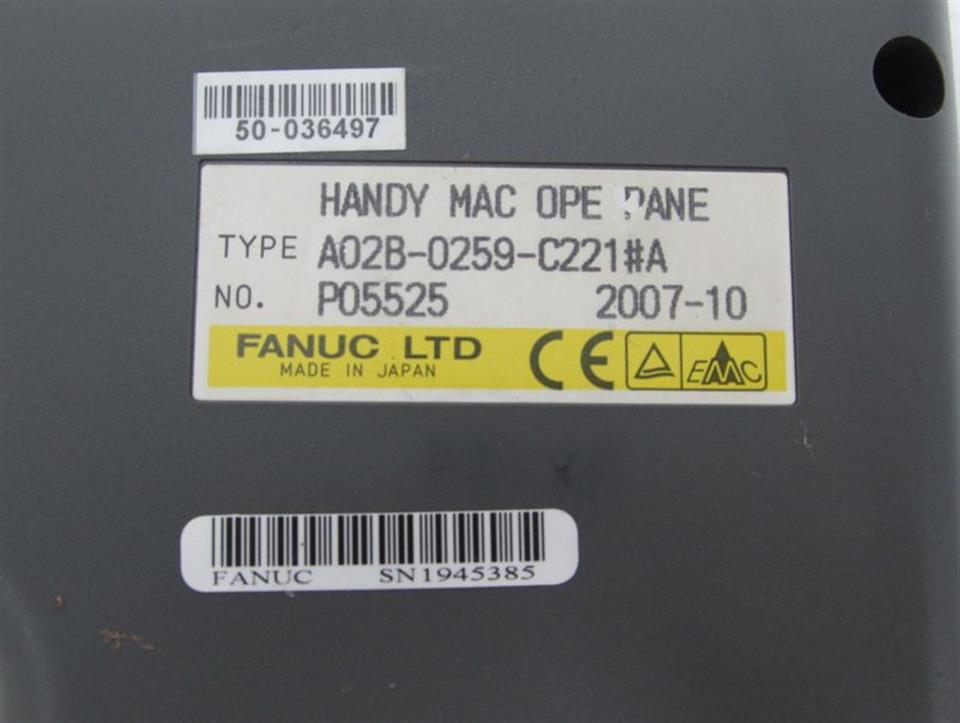 50-036497
HANDY MAC OPE PANE
TYPE A02B-0259-C221#A
NO. P05525 2007-10
FANUC LTD
MADE IN JAPAN
CE EMC
FANUC SN1945385